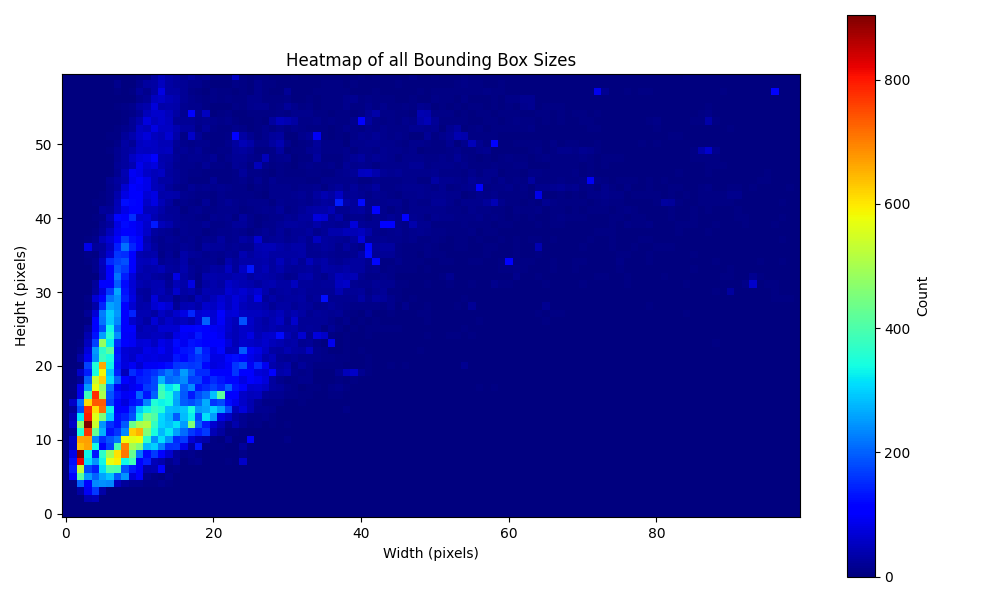 Heatmap of all Bounding Box Sizes
800
600
400
200
0
Count
50
40
30
20
10
0
Height (pixels)
0 20 40 60 80
Width (pixels)